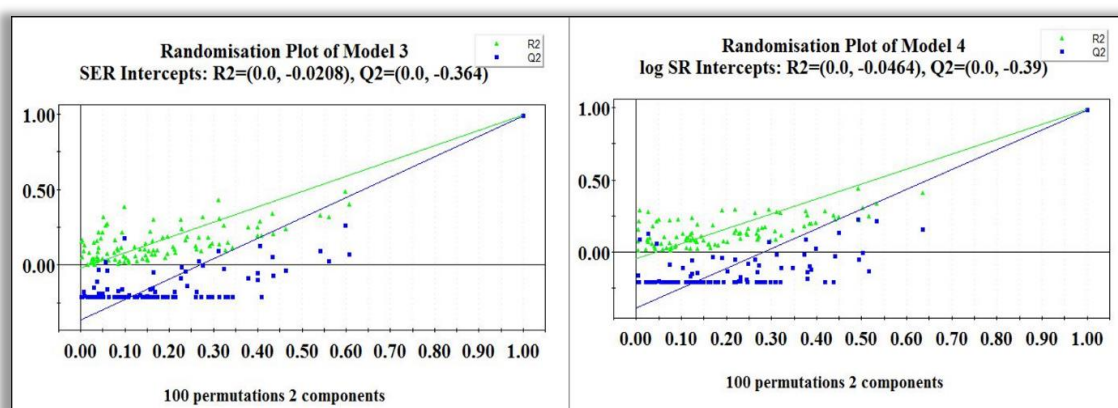 Randomisation Plot of Model 3
SER Intercepts: R2=(0.0, -0.0208), Q2=(0.0, -0.364)
R2
Q2
1.00
0.50
0.00
0.00 0.10 0.20 0.30 0.40 0.50 0.60 0.70 0.80 0.90 1.00
100 permutations 2 components
Randomisation Plot of Model 4
log SR Intercepts: R2=(0.0, -0.0464), Q2=(0.0, -0.39)
R2
Q2
1.00
0.50
0.00
0.00 0.10 0.20 0.30 0.40 0.50 0.60 0.70 0.80 0.90 1.00
100 permutations 2 components